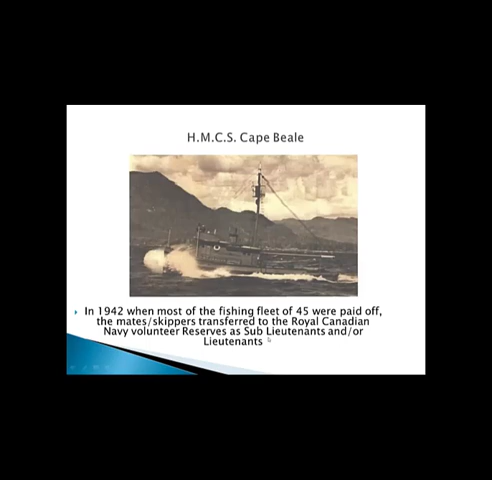 H.M.C.S. Cape Beale
In 1942 when most of the fishing fleet of 45 were paid off,
the mates/skippers transferred to the Royal Canadian
Navy volunteer Reserves as Sub Lieutenants and/or
Lieutenants